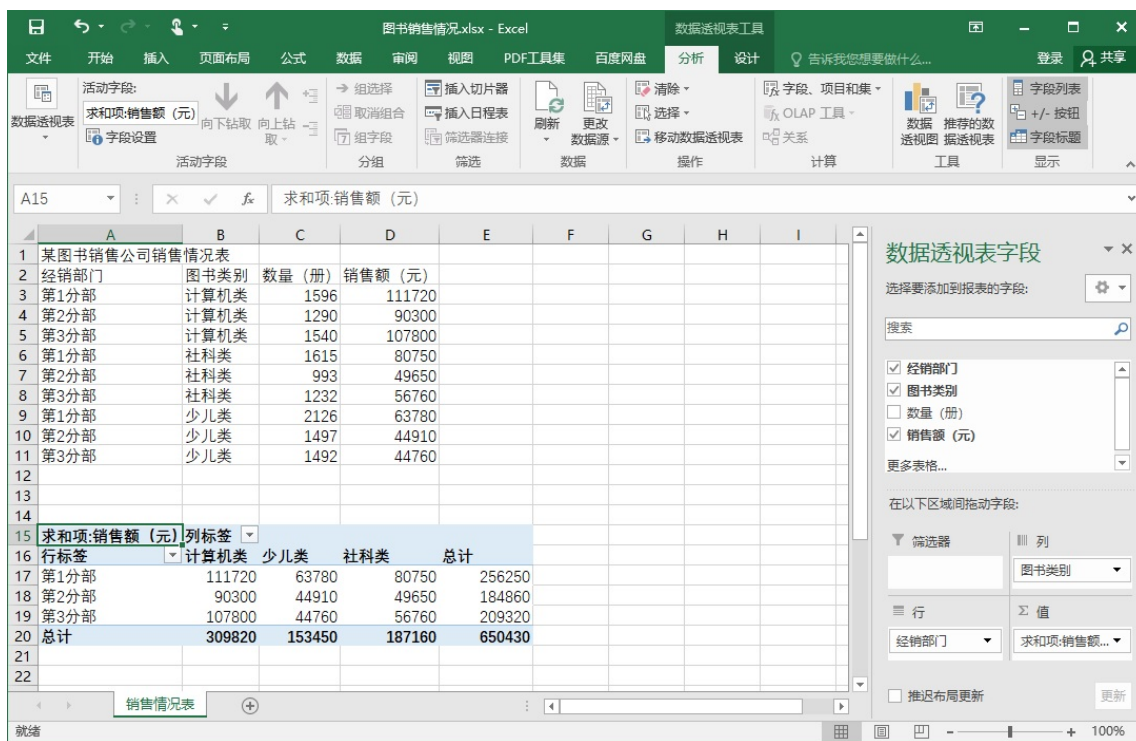 图书销售情况.xlsx - Excel
数据透视表工具
文件 开始 插入 页面布局 公式 数据 审阅 视图 PDF工具集 百度网盘 分析 设计 告诉我您想要做什么... 登录 共享
数据透视表
活动字段:
求和项:销售额（元）
字段设置
向下钻取
向上钻取
活动字段
组选择
取消组合
组字段
分组
插入切片器
插入日程表
筛选器连接
筛选
刷新
更改
数据源
数据
清除
选择
移动数据透视表
操作
字段、项目和集
OLAP 工具
关系
计算
数据
透视图
推荐的数
据透视表
工具
字段列表
+/- 按钮
字段标题
显示
A15 fx 求和项:销售额（元）
A B C D E F G H I
1 某图书销售公司销售情况表
2 经销部门 图书类别 数量（册） 销售额（元）
3 第1分部 计算机类 1596 111720
4 第2分部 计算机类 1290 90300
5 第3分部 计算机类 1540 107800
6 第1分部 社科类 1615 80750
7 第2分部 社科类 993 49650
8 第3分部 社科类 1232 56760
9 第1分部 少儿类 2126 63780
10 第2分部 少儿类 1497 44910
11 第3分部 少儿类 1492 44760
12
13
14
15 求和项:销售额（元） 列标签
16 行标签 计算机类 少儿类 社科类 总计
17 第1分部 111720 63780 80750 256250
18 第2分部 90300 44910 49650 184860
19 第3分部 107800 44760 56760 209320
20 总计 309820 153450 187160 650430
21
22
销售情况表
就绪
100%
数据透视表字段
选择要添加到报表的字段:
搜索
经销部门
图书类别
数量（册）
销售额（元）
更多表格...
在以下区域间拖动字段:
筛选器
列
图书类别
行
Σ 值
经销部门
求和项:销售额...
推迟布局更新
更新